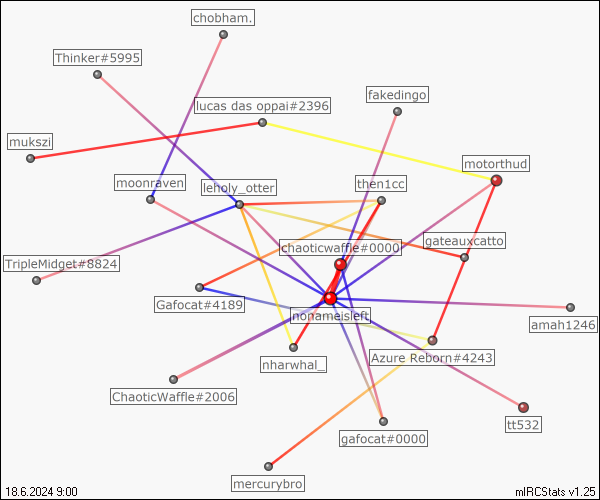 chobham.
Thinker#5995
fakedingo
lucas das oppai#2396
mukszi
motorthud
moonraven
leholy_otter
then1cc
gateauxcatto
chaoticwaffle#0000
TripleMidget#8824
Gafocat#4189
nonameisleft
amah1246
Azure Reborn#4243
nharwhal_
ChaoticWaffle#2006
tt532
gafocat#0000
mercurybro
18.6.2024 9:00
mIRCStats v1.25